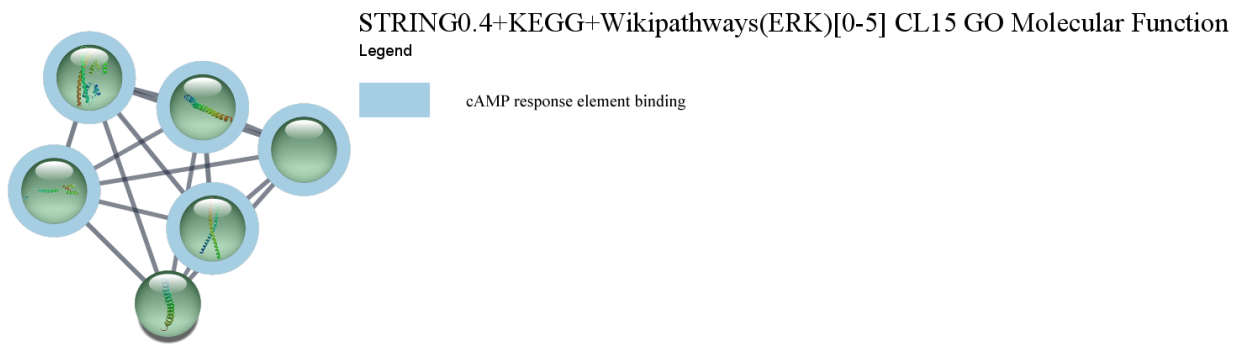 STRING0.4+KEGG+Wikipathways(ERK)[0-5] CL15 GO Molecular Function
Legend
cAMP response element binding